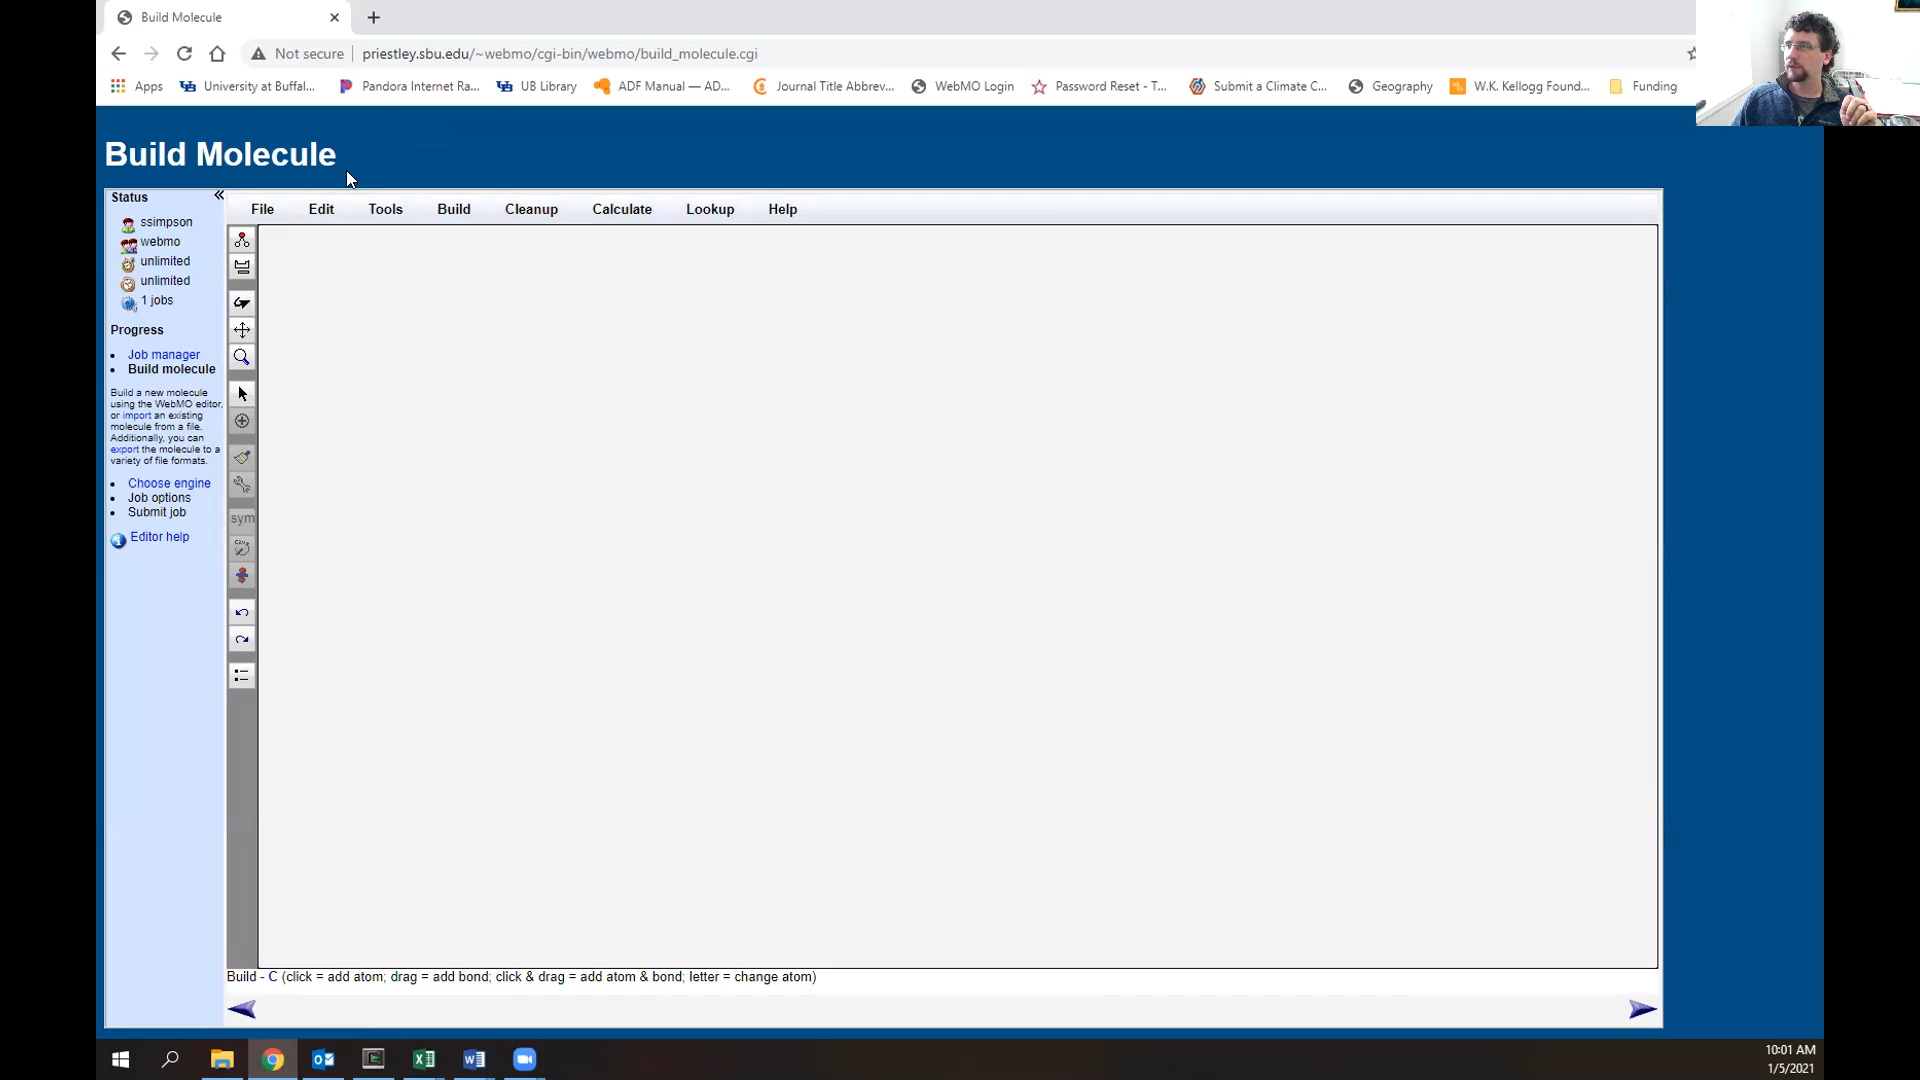 Build Molecule
Not secure
priestley.sbu.edu/~webmo/cgi-bin/webmo/build_molecule.cgi
Apps
University at Buffal...
Pandora Internet Ra...
UB Library
ADF Manual — AD...
Journal Title Abbrev...
WebMO Login
Password Reset - T...
Submit a Climate C...
Geography
W.K. Kellogg Found...
Funding
Build Molecule
Status
ssimpson
webmo
unlimited
unlimited
1 jobs
Progress
Job manager
Build molecule
Build a new molecule
using the WebMO editor,
or import an existing
molecule from a file.
Additionally, you can
export the molecule to a
variety of file formats.
Choose engine
Job options
Submit job
Editor help
File Edit Tools Build Cleanup Calculate Lookup Help
sym
Build - C (click = add atom; drag = add bond; click & drag = add atom & bond; letter = change atom)
10:01 AM
1/5/2021